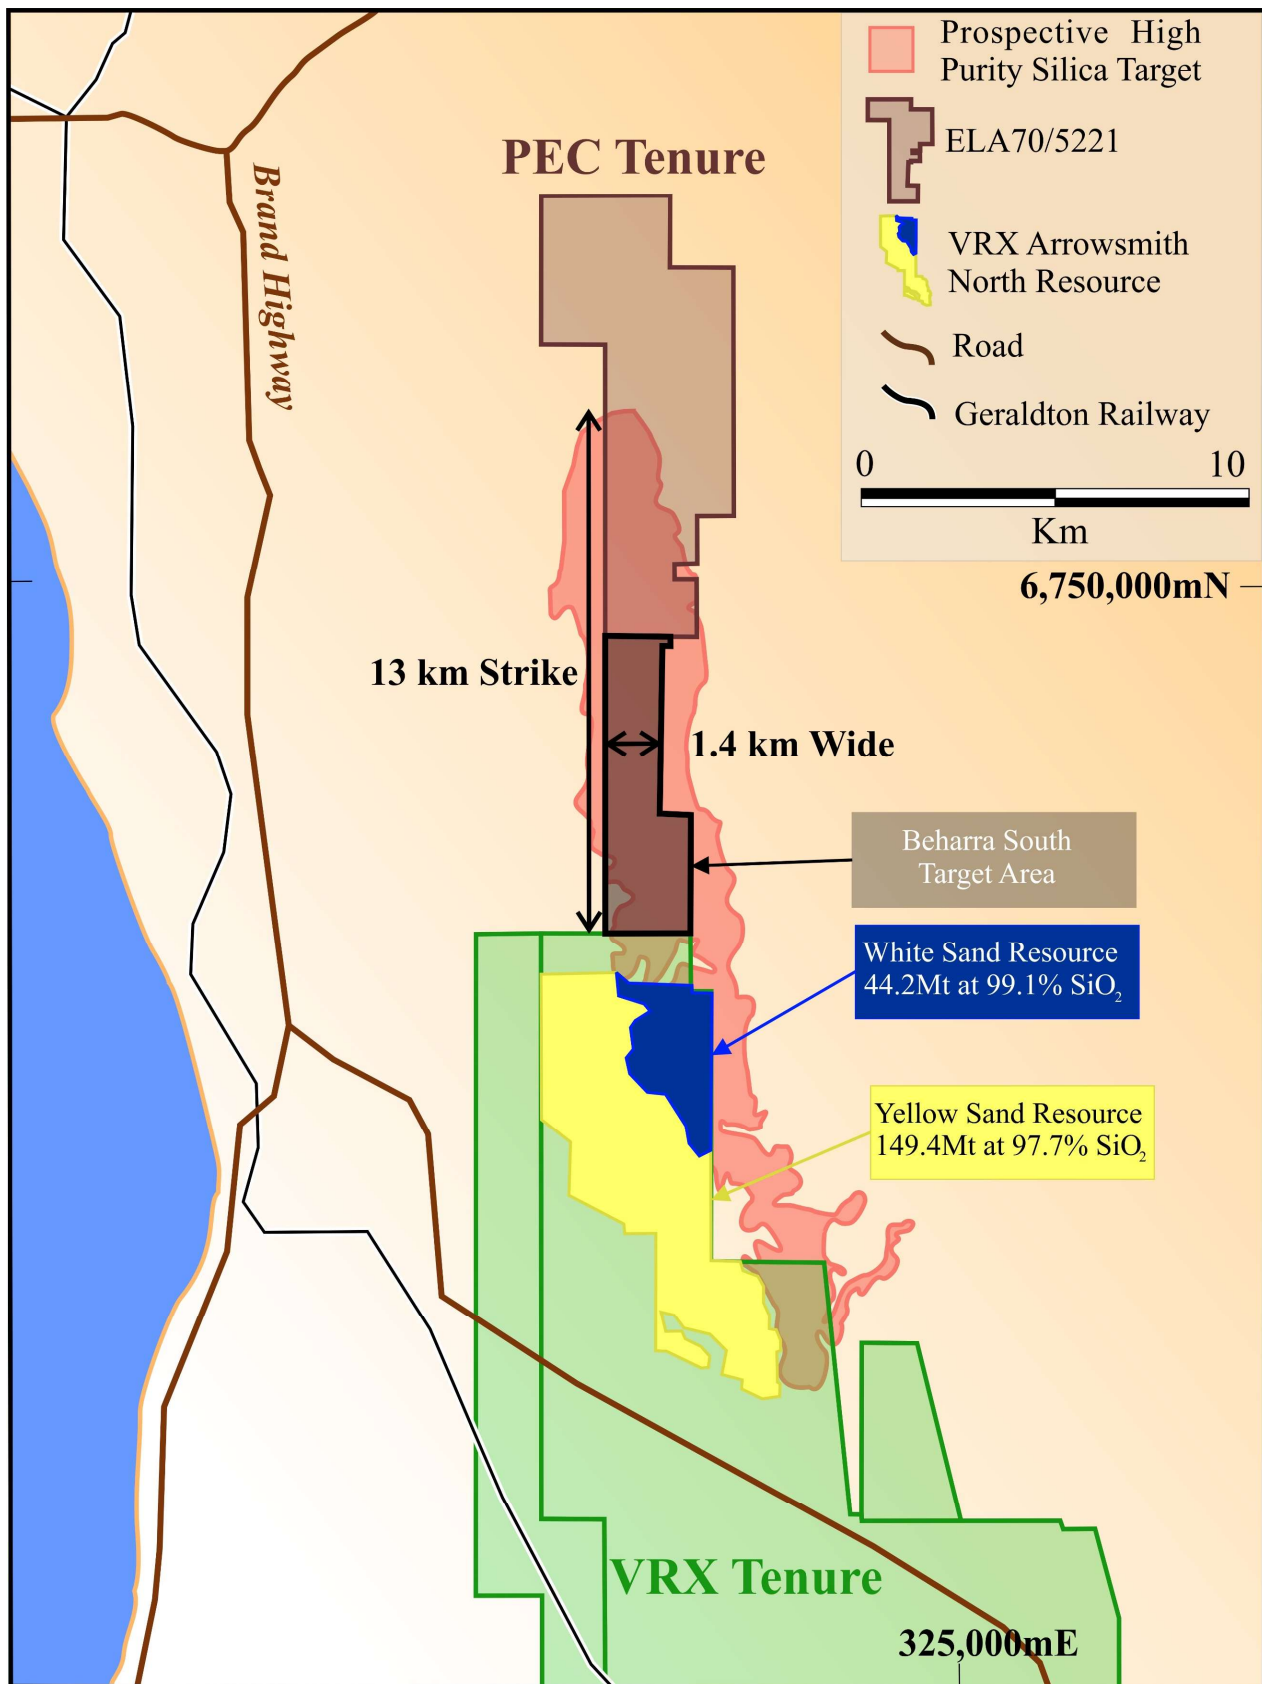 Prospective High
Purity Silica Target
ELA70/5221
VRX Arrowsmith
North Resource
Road
Geraldton Railway
0 10
Km
PEC Tenure
Brand Highway
6,750,000mN
13 km Strike
1.4 km Wide
Beharra South
Target Area
White Sand Resource
44.2Mt at 99.1% SiO₂
Yellow Sand Resource
149.4Mt at 97.7% SiO₂
VRX Tenure
325,000mE